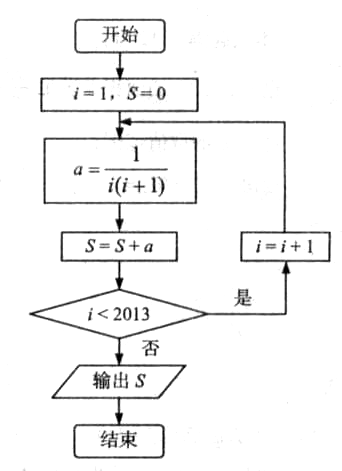 开始
i = 1, S = 0
a = 1/i(i + 1)
S = S + a
i = i + 1
i < 2013
是
否
输出 S
结束